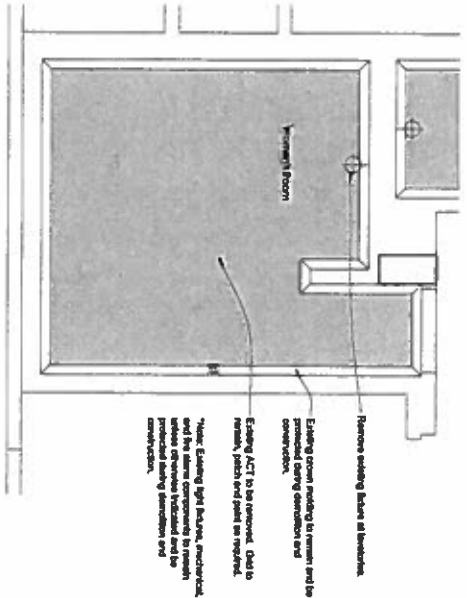 Women's Room
Remove existing fixture at lavatories.
Existing crown molding to remain and be
protected during demolition and
construction.
Existing ACT to be removed. Grid to
remain, patch and paint as required.
*Note: Existing light fixtures, mechanical,
and fire alarm components to remain
unless otherwise indicated and be
protected during demolition and
construction.